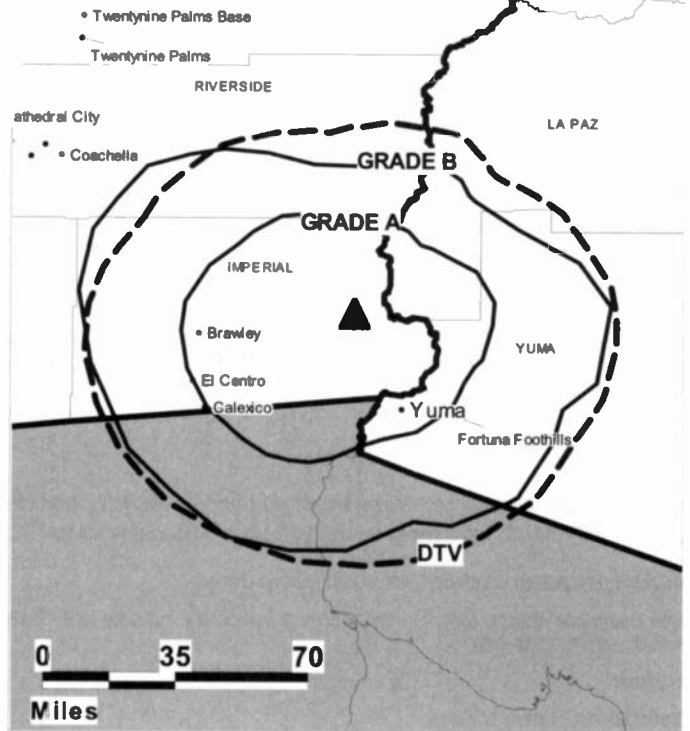 Twentynine Palms Base
Twentynine Palms
RIVERSIDE
athedral City
LA PAZ
Coachella
GRADE B
GRADE A
IMPERIAL
Brawley
YUMA
El Centro
Galexico
Yuma
Fortuna Foothills
DTV
0 35 70
Miles